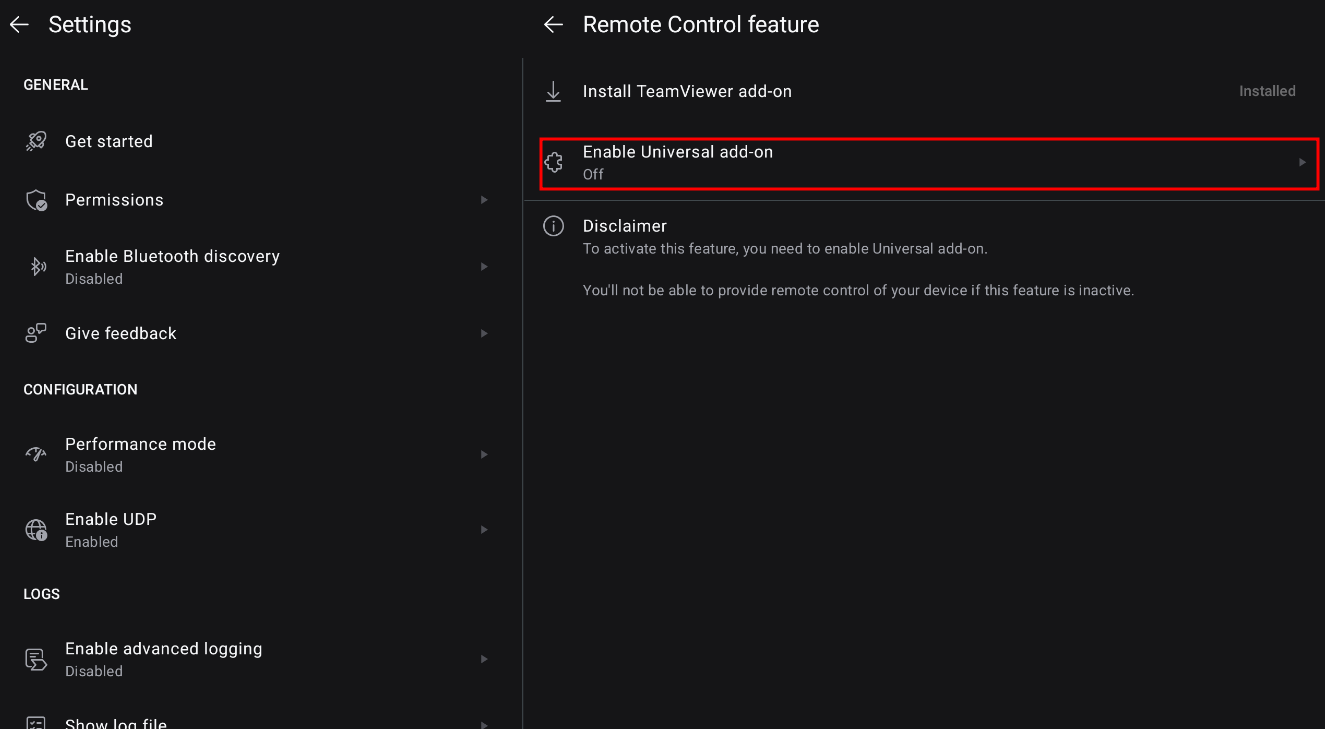 Settings
GENERAL
Get started
Permissions
Enable Bluetooth discovery
Disabled
Give feedback
CONFIGURATION
Performance mode
Disabled
Enable UDP
Enabled
LOGS
Enable advanced logging
Disabled
Show log file
Remote Control feature
Install TeamViewer add-on
Installed
Enable Universal add-on
Off
Disclaimer
To activate this feature, you need to enable Universal add-on.
You'll not be able to provide remote control of your device if this feature is inactive.